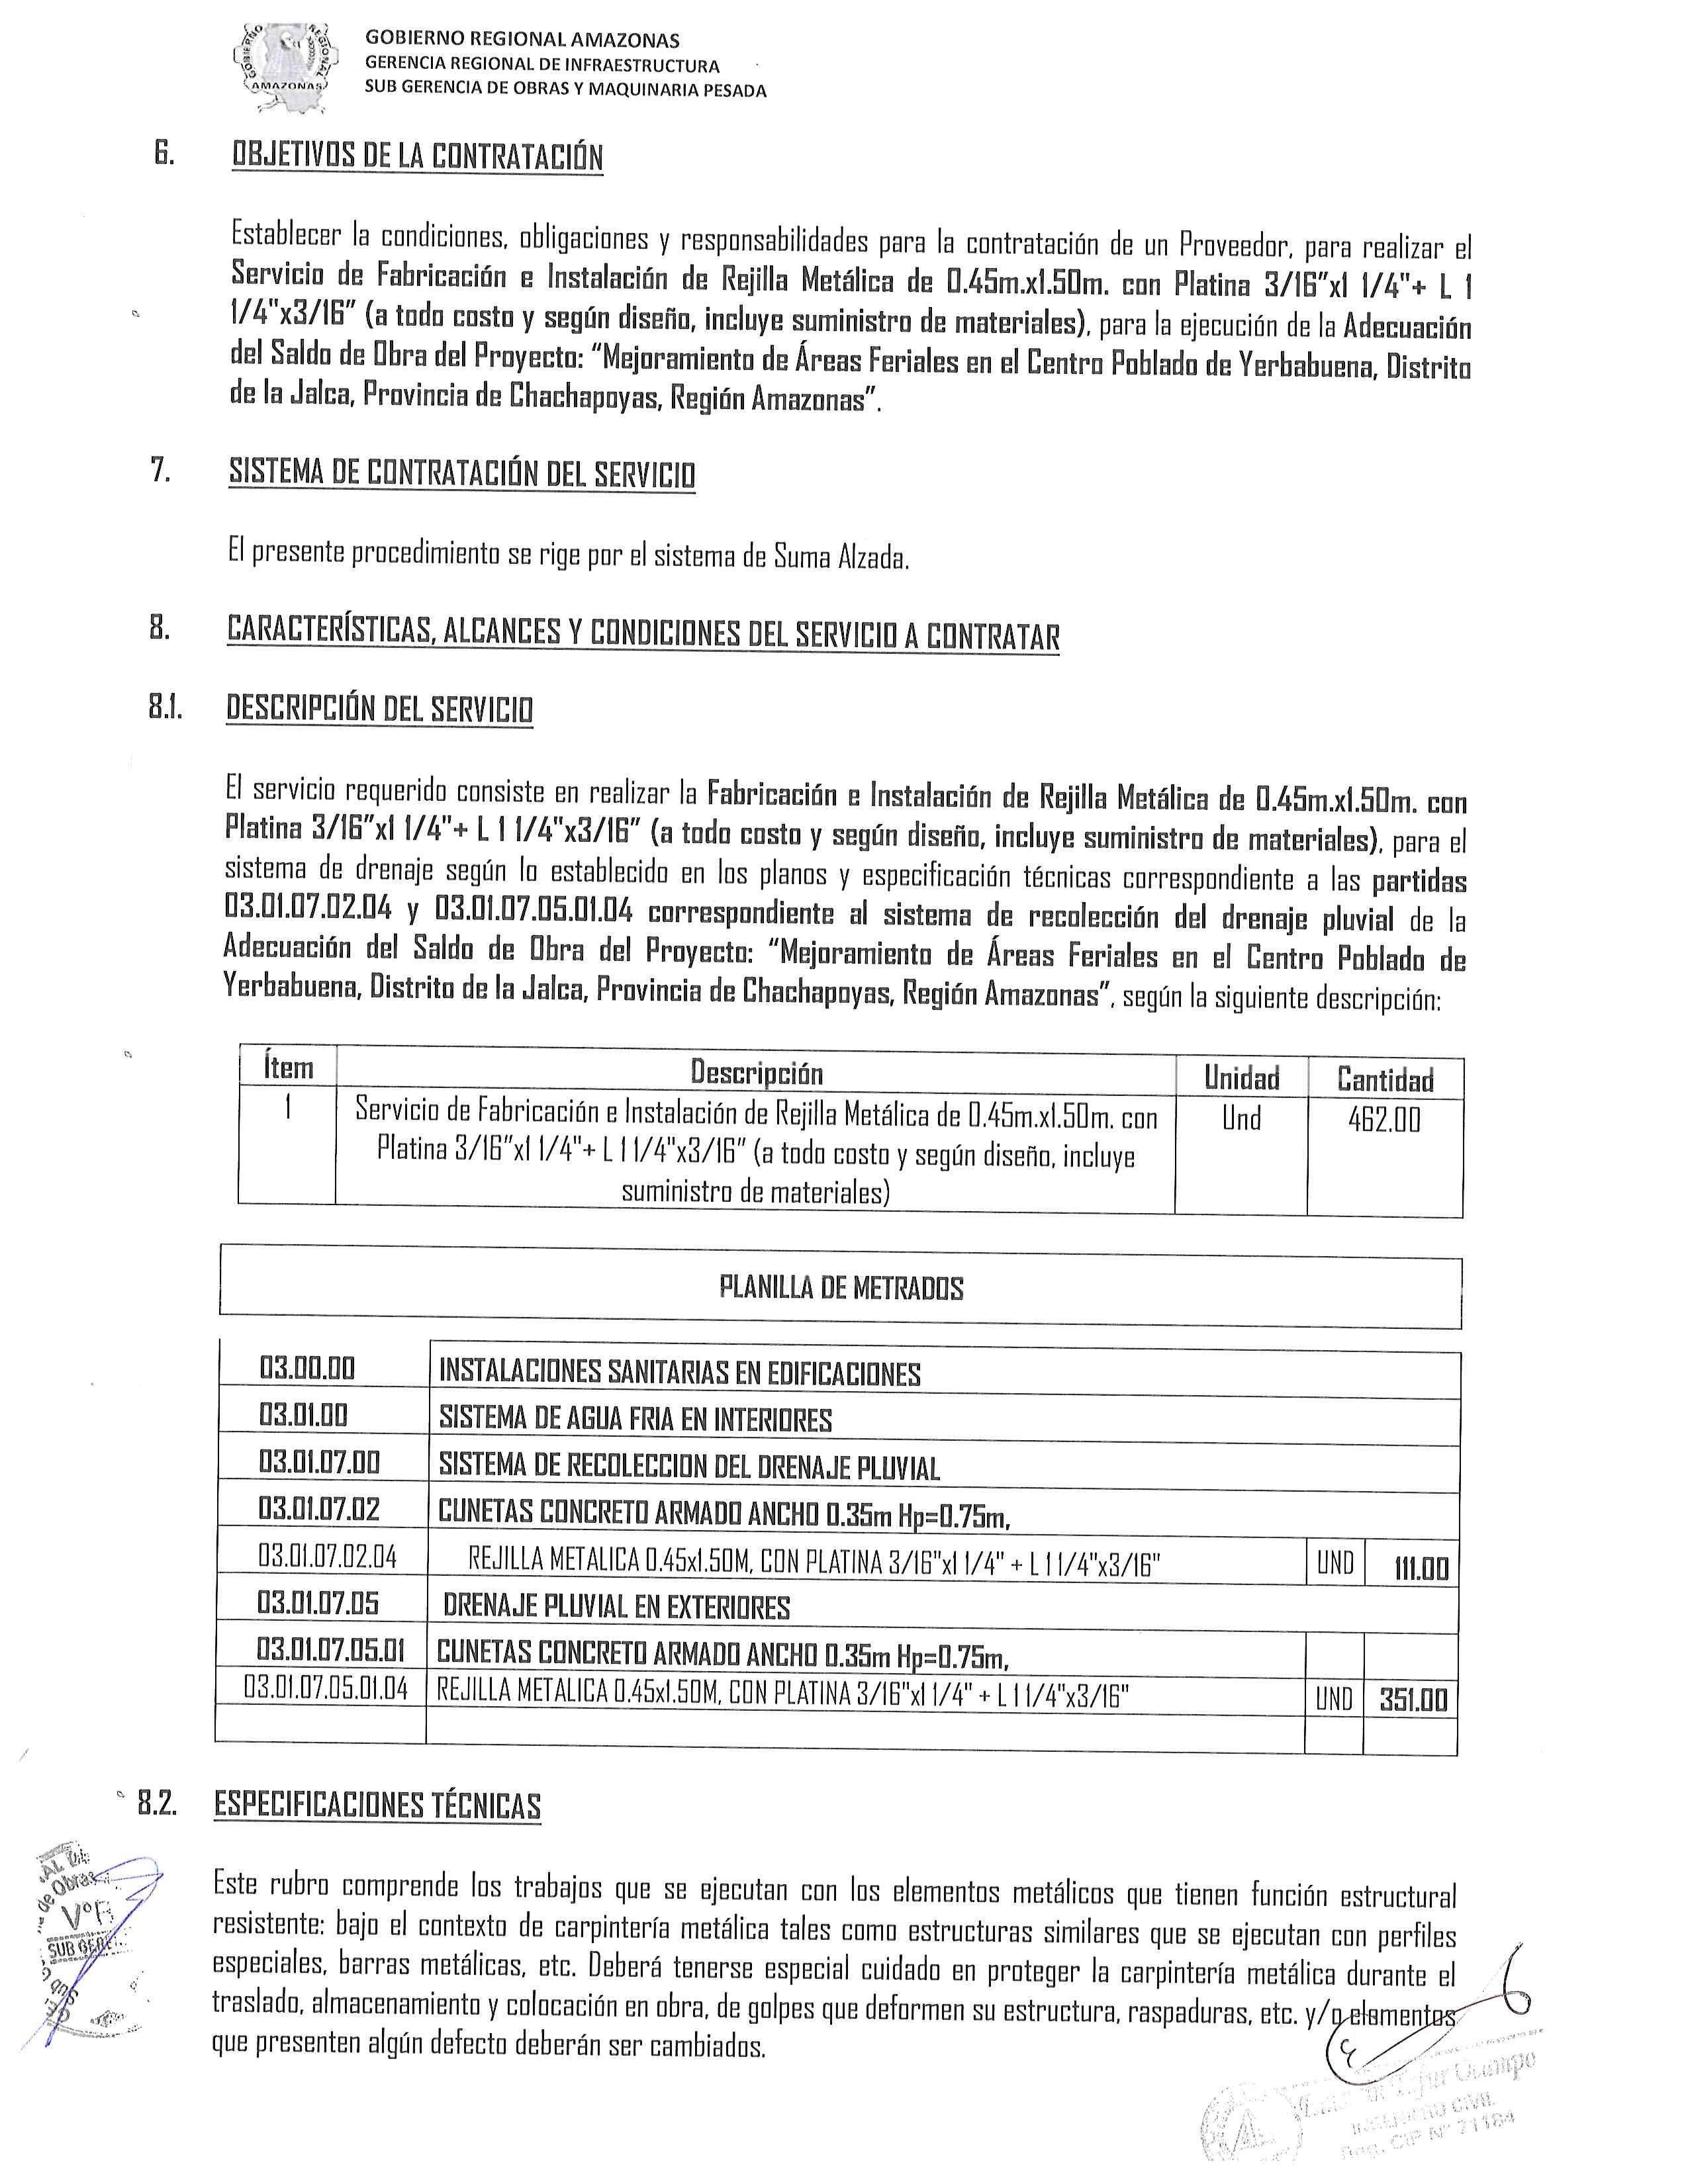 GOBIERNO REGIONAL AMAZONAS
GERENCIA REGIONAL DE INFRAESTRUCTURA
SUB GERENCIA DE OBRAS Y MAQUINARIA PESADA
GOBIERNO REGIONAL
AMAZONAS
6. OBJETIVOS DE LA CONTRATACIÓN
Establecer la condiciones, obligaciones y responsabilidades para la contratación de un Proveedor, para realizar el
Servicio de Fabricación e Instalación de Rejilla Metálica de 0.45m.x1.50m. con Platina 3/16"x1 1/4"+ L 1
1/4"x3/16" (a todo costo y según diseño, incluye suministro de materiales), para la ejecución de la Adecuación
del Saldo de Obra del Proyecto: "Mejoramiento de Áreas Feriales en el Centro Poblado de Yerbabuena, Distrito
de la Jalca, Provincia de Chachapoyas, Región Amazonas".
7. SISTEMA DE CONTRATACIÓN DEL SERVICIO
El presente procedimiento se rige por el sistema de Suma Alzada.
8. CARACTERÍSTICAS, ALCANCES Y CONDICIONES DEL SERVICIO A CONTRATAR
8.1. DESCRIPCIÓN DEL SERVICIO
El servicio requerido consiste en realizar la Fabricación e Instalación de Rejilla Metálica de 0.45m.x1.50m. con
Platina 3/16"x1 1/4"+ L 1 1/4"x3/16" (a todo costo y según diseño, incluye suministro de materiales), para el
sistema de drenaje según lo establecido en los planos y especificación técnicas correspondiente a las partidas
03.01.07.02.04 y 03.01.07.05.01.04 correspondiente al sistema de recolección del drenaje pluvial de la
Adecuación del Saldo de Obra del Proyecto: "Mejoramiento de Áreas Feriales en el Centro Poblado de
Yerbabuena, Distrito de la Jalca, Provincia de Chachapoyas, Región Amazonas", según la siguiente descripción:
Ítem Descripción Unidad Cantidad
1 Servicio de Fabricación e Instalación de Rejilla Metálica de 0.45m.x1.50m. con Und 462.00
Platina 3/16"x1 1/4"+ L 1 1/4"x3/16" (a todo costo y según diseño, incluye
suministro de materiales)
PLANILLA DE METRADOS
03.00.00 INSTALACIONES SANITARIAS EN EDIFICACIONES
03.01.00 SISTEMA DE AGUA FRIA EN INTERIORES
03.01.07.00 SISTEMA DE RECOLECCION DEL DRENAJE PLUVIAL
03.01.07.02 CUNETAS CONCRETO ARMADO ANCHO 0.35m Hp=0.75m,
03.01.07.02.04 REJILLA METALICA 0.45x1.50M, CON PLATINA 3/16"x1 1/4" + L 1 1/4"x3/16" UND 111.00
03.01.07.05 DRENAJE PLUVIAL EN EXTERIORES
03.01.07.05.01 CUNETAS CONCRETO ARMADO ANCHO 0.35m Hp=0.75m,
03.01.07.05.01.04 REJILLA METALICA 0.45x1.50M, CON PLATINA 3/16"x1 1/4" + L 1 1/4"x3/16" UND 351.00
8.2. ESPECIFICACIONES TÉCNICAS
Este rubro comprende los trabajos que se ejecutan con los elementos metálicos que tienen función estructural
resistente: bajo el contexto de carpintería metálica tales como estructuras similares que se ejecutan con perfiles
especiales, barras metálicas, etc. Deberá tenerse especial cuidado en proteger la carpintería metálica durante el
traslado, almacenamiento y colocación en obra, de golpes que deformen su estructura, raspaduras, etc. y/o elementos
que presenten algún defecto deberán ser cambiados.
de Obras
SUB
Ocampo
INGENIERO CIVIL
Reg. CIP N° 71184